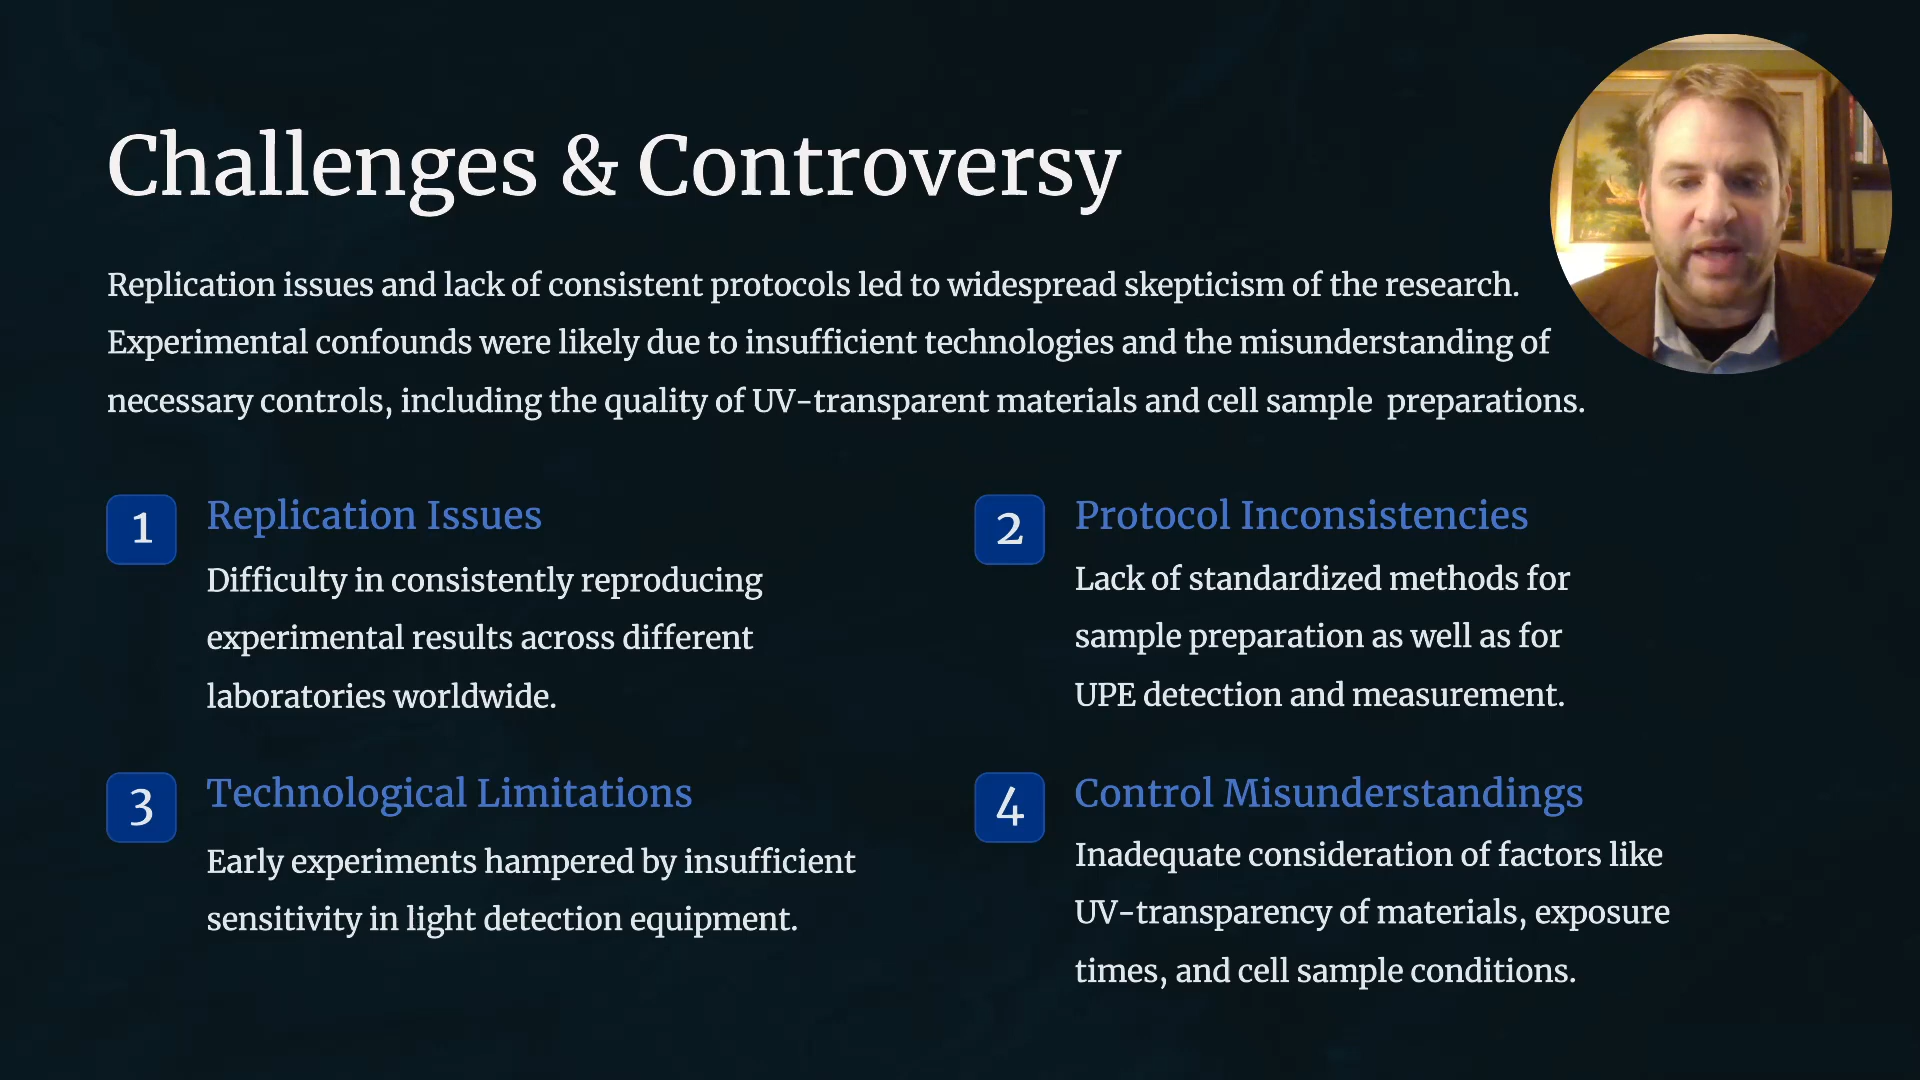 Challenges & Controversy
Replication issues and lack of consistent protocols led to widespread skepticism of the research.
Experimental confounds were likely due to insufficient technologies and the misunderstanding of
necessary controls, including the quality of UV-transparent materials and cell sample preparations.
1
Replication Issues
Difficulty in consistently reproducing
experimental results across different
laboratories worldwide.
2
Protocol Inconsistencies
Lack of standardized methods for
sample preparation as well as for
UPE detection and measurement.
3
Technological Limitations
Early experiments hampered by insufficient
sensitivity in light detection equipment.
4
Control Misunderstandings
Inadequate consideration of factors like
UV-transparency of materials, exposure
times, and cell sample conditions.